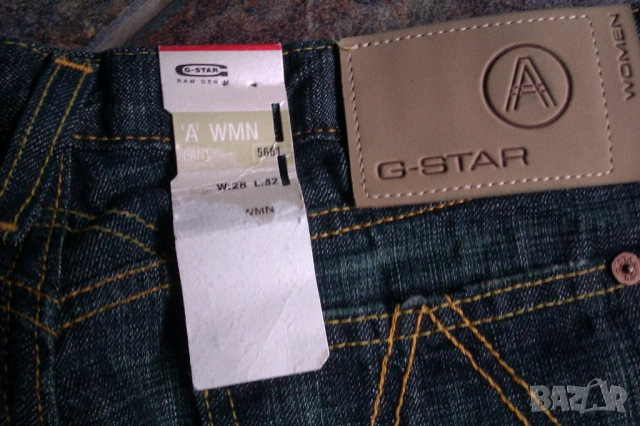 G-STAR
RAW DENIM
'A' WMN
5651
W:28 L:32
WMN
A
G-STAR
WOMEN
BAZAR